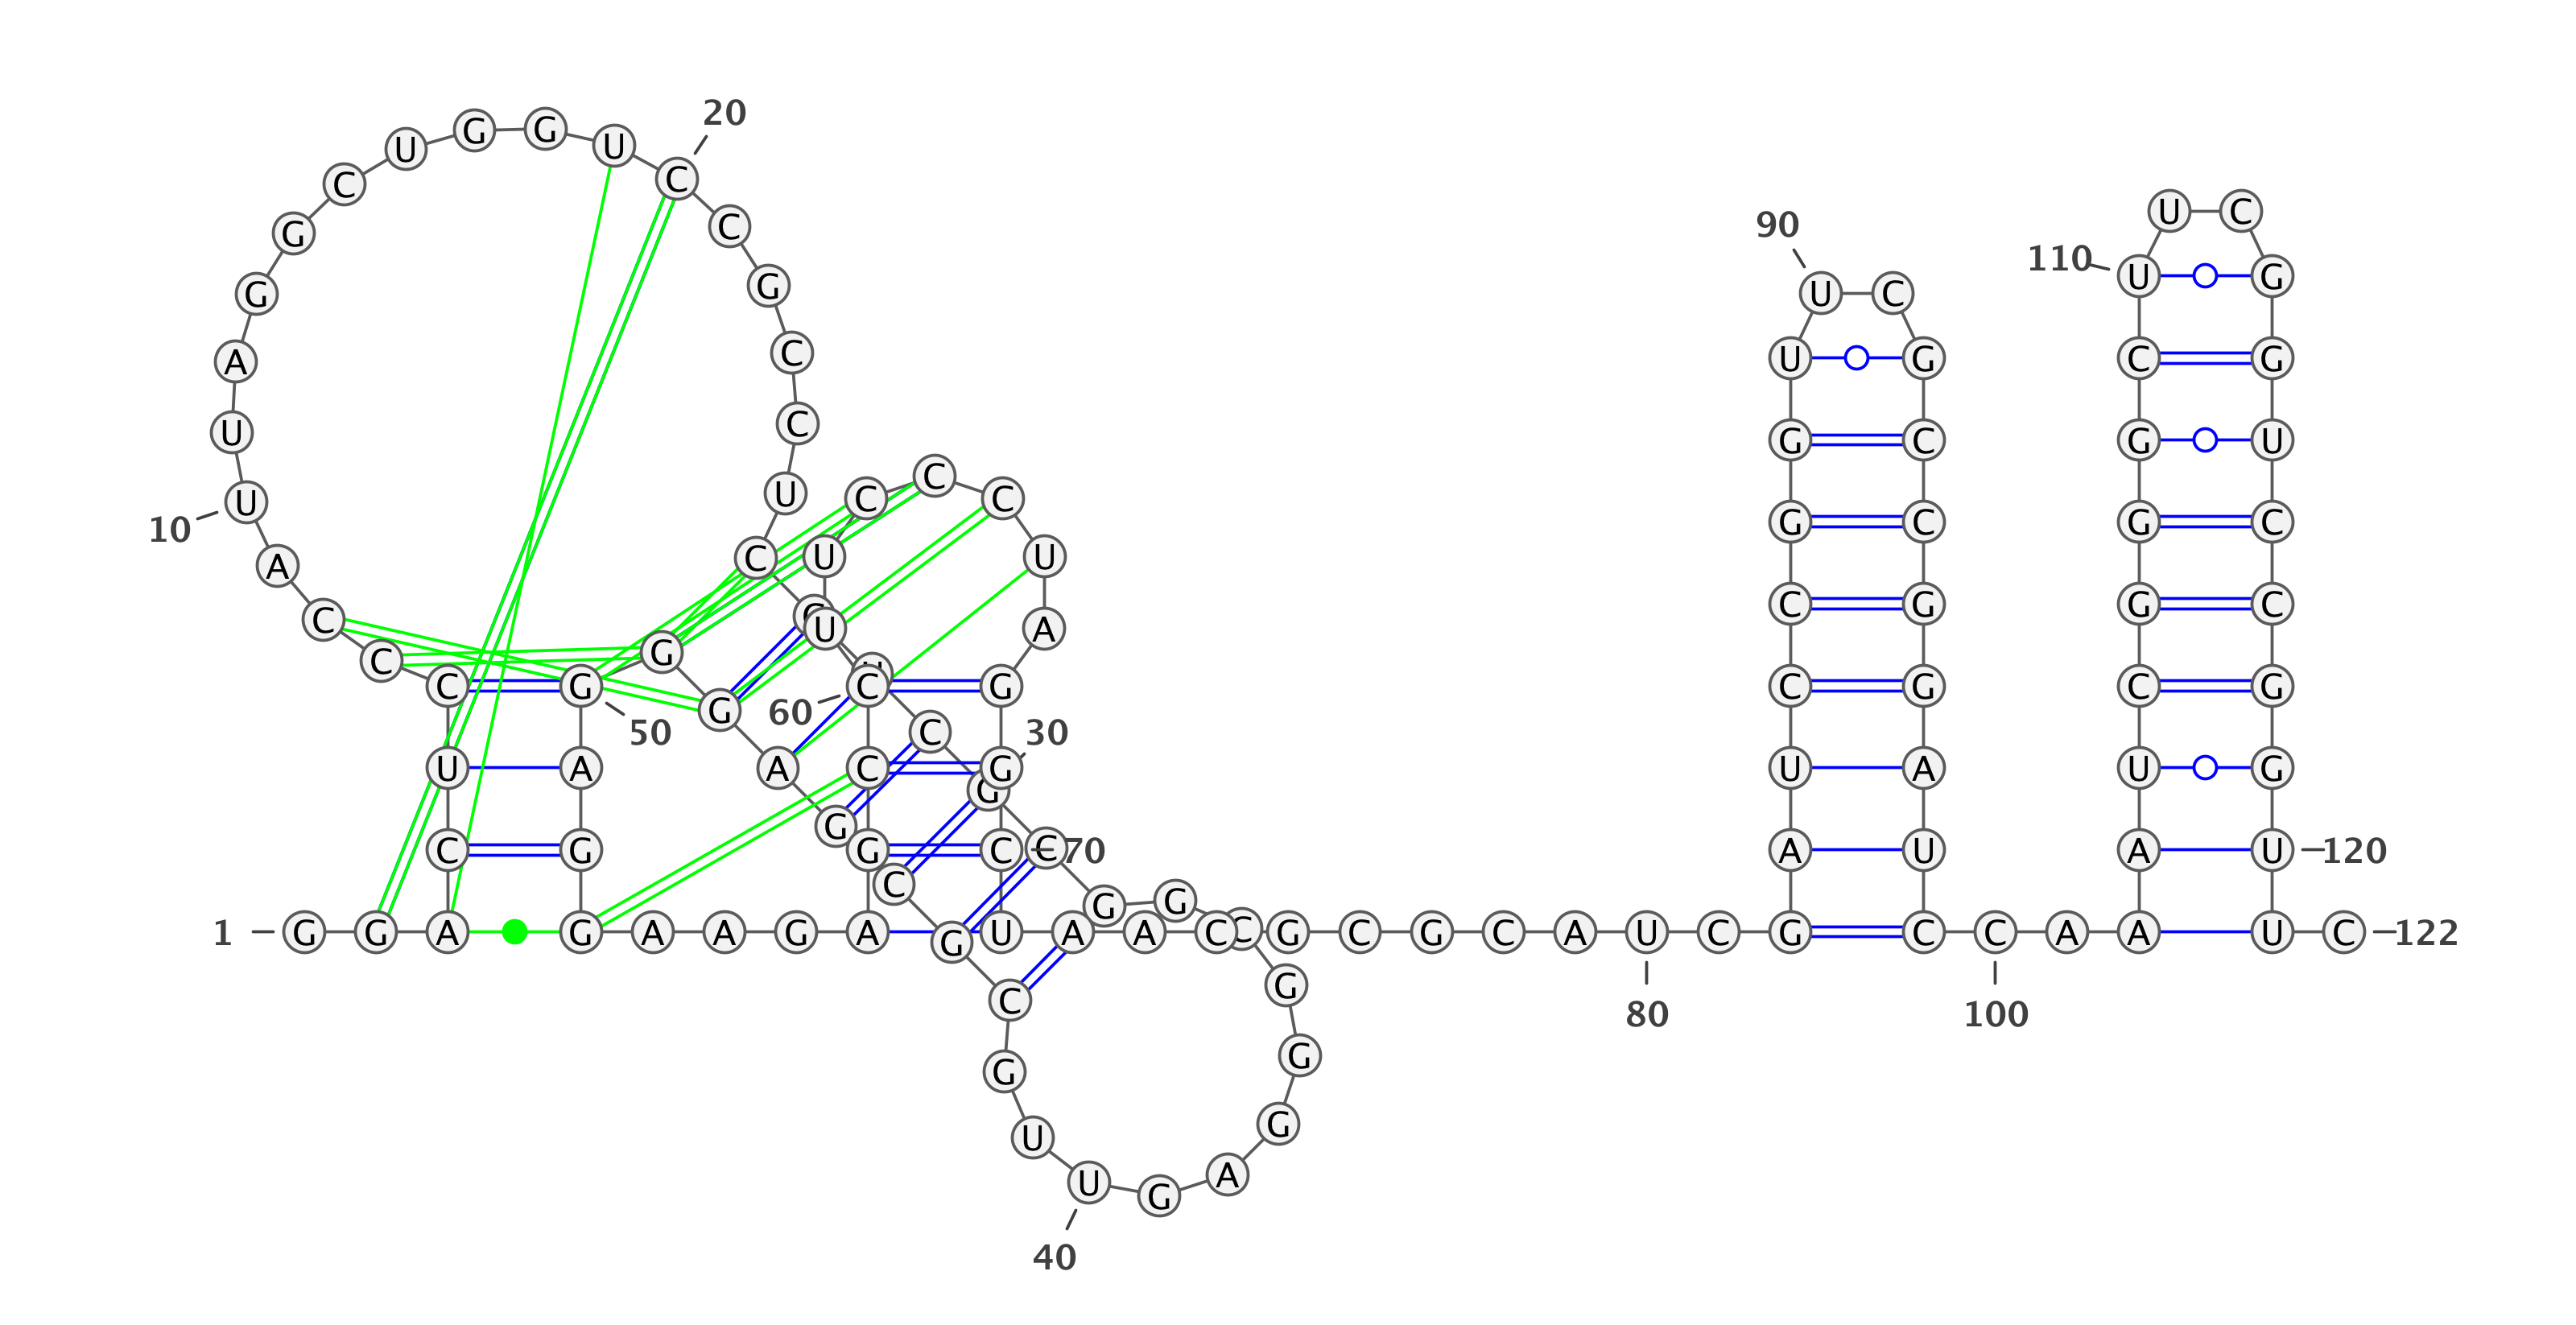 20
U G G U
C C
U C
G C 90
110 U G
G G U C
A C U G C G
U C G C G U
C C C
U U G C G C
10
A C U U
C G U A C G G C
C G
C G C G C G C G
60 G
50 C 30
U A A C G U A U G
G
G
C G G C C 70 A U A U 120
C
G G
1 G G A G A A G A U A A C C G C G C A U C G C C A A U C 122
G
C G
80 100
G G
U G
U G A
40